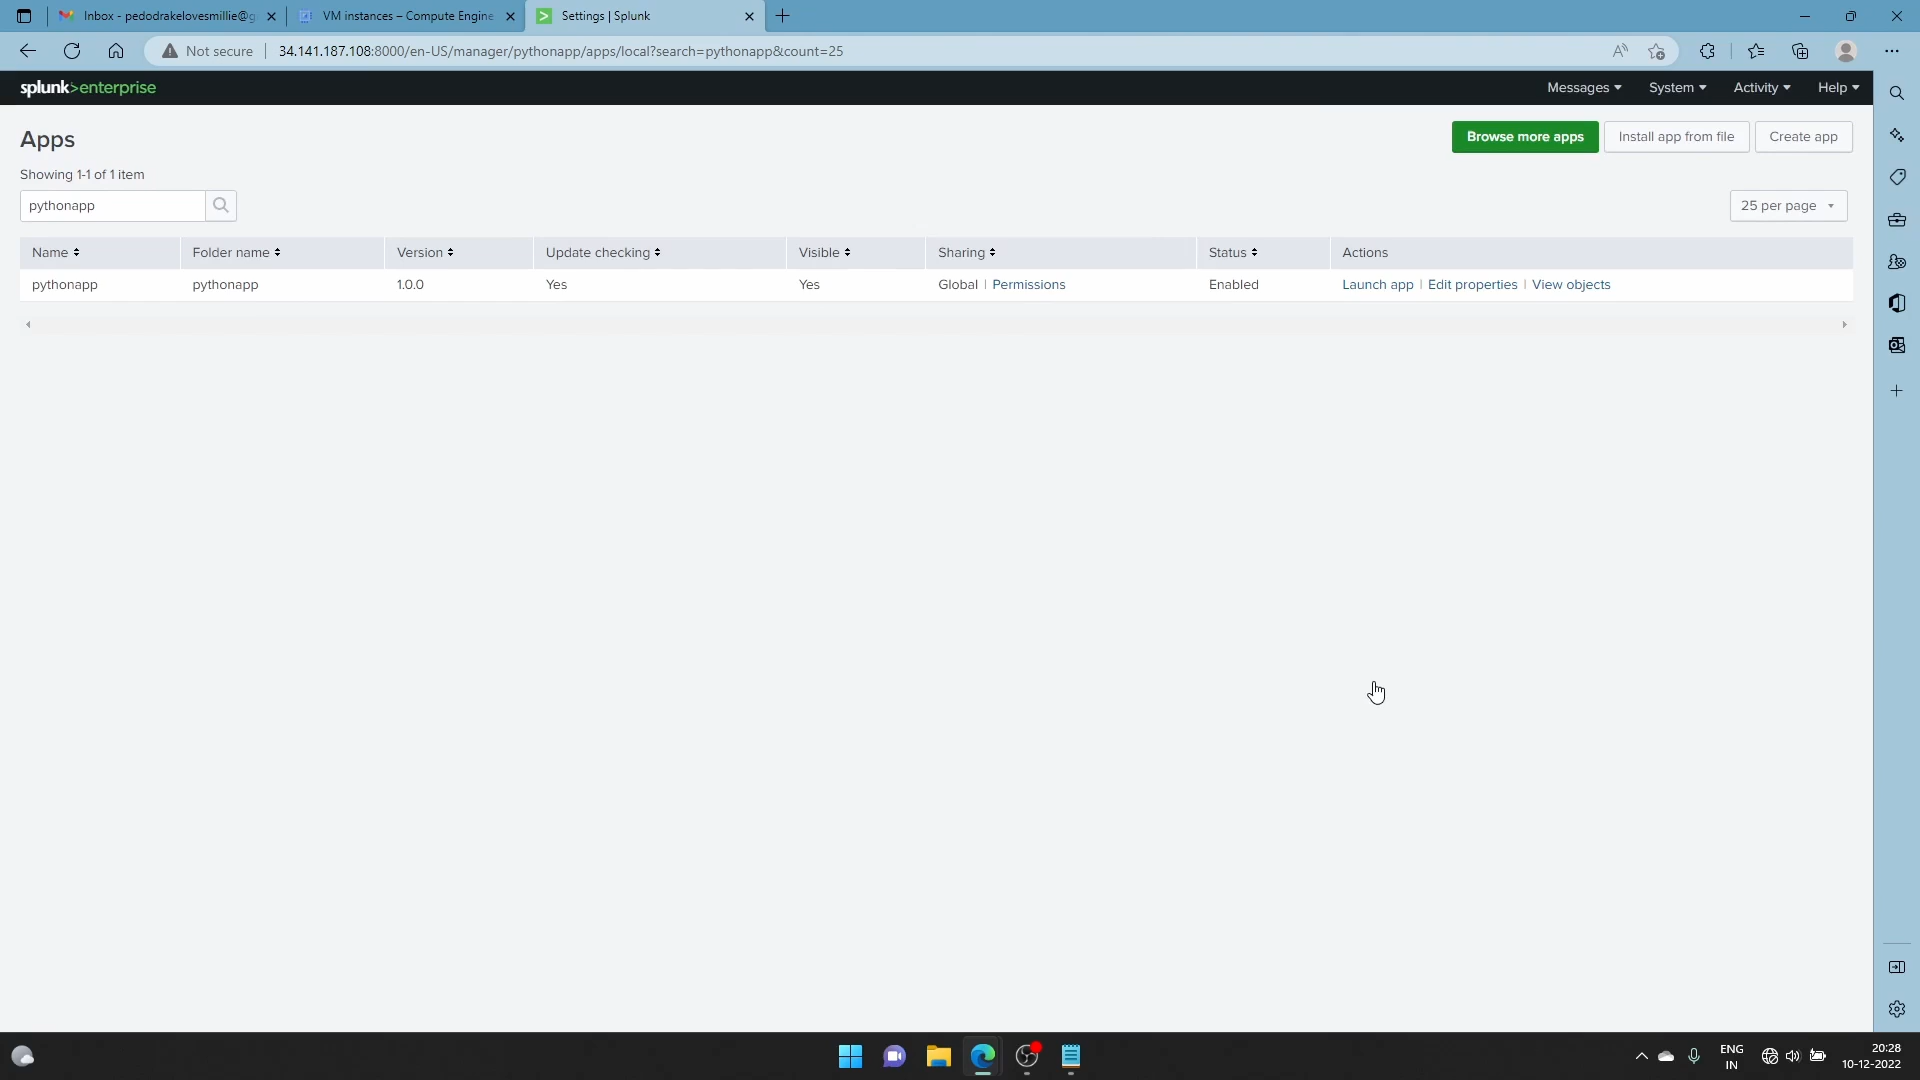 Inbox - pedodrakelovesmillie@g
VM instances – Compute Engine
Settings | Splunk
Not secure
34.141.187.108:8000/en-US/manager/pythonapp/apps/local?search=pythonapp&count=25
splunk>enterprise
Messages
System
Activity
Help
Apps
Browse more apps
Install app from file
Create app
Showing 1-1 of 1 item
pythonapp
25 per page
Name
Folder name
Version
Update checking
Visible
Sharing
Status
Actions
pythonapp
pythonapp
1.0.0
Yes
Yes
Global | Permissions
Enabled
Launch app | Edit properties | View objects
ENG
IN
20:28
10-12-2022